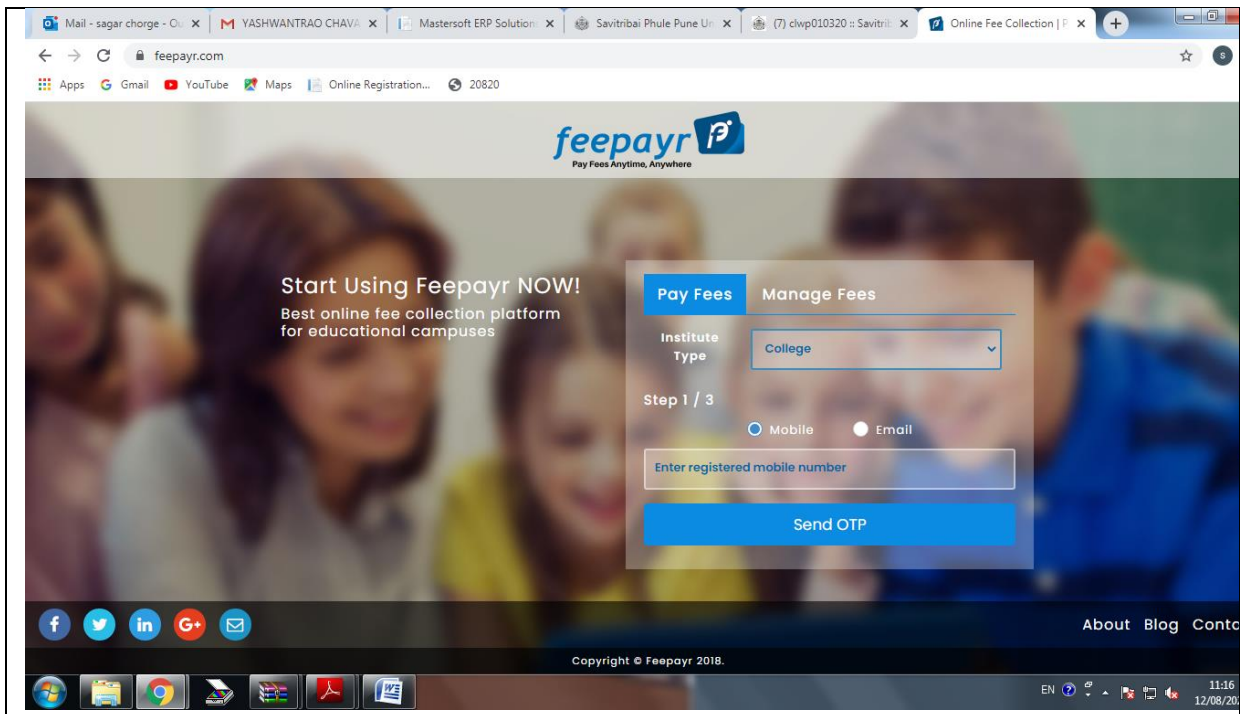 Mail - sagar chorge - Ou
YASHWANTRAO CHAVA
Mastersoft ERP Solution
Savitribai Phule Pune Un
(7) clwp010320 :: Savitrib
Online Fee Collection | P
feepayr.com
S
Apps Gmail YouTube Maps Online Registration... 20820
feepayr
Pay Fees Anytime, Anywhere
Start Using Feepayr NOW!
Best online fee collection platform
for educational campuses
Pay Fees Manage Fees
Institute
Type
College
Step 1 / 3
Mobile Email
Enter registered mobile number
Send OTP
About Blog Conta
Copyright © Feepayr 2018.
EN
11:16
12/08/20